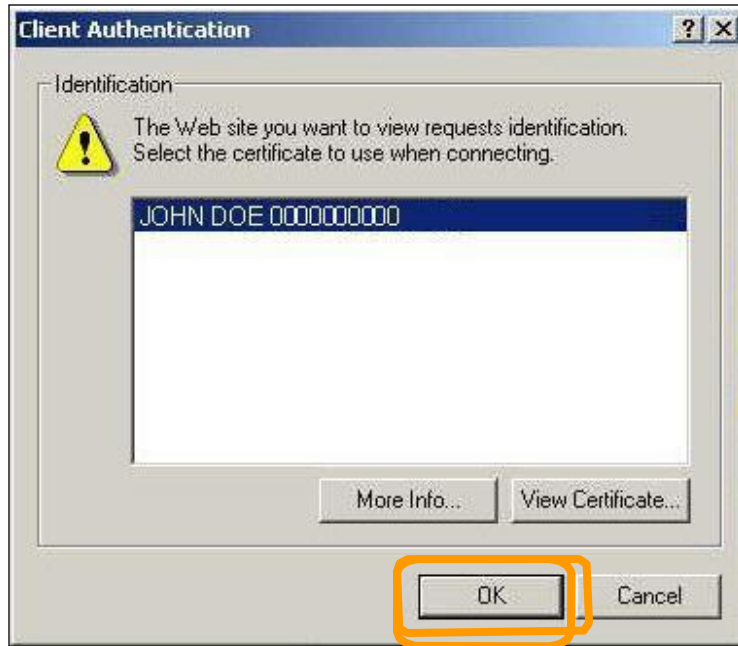 Client Authentication
Identification
The Web site you want to view requests identification.
Select the certificate to use when connecting.
JOHN DOE 0000000000
More Info...
View Certificate...
OK
Cancel